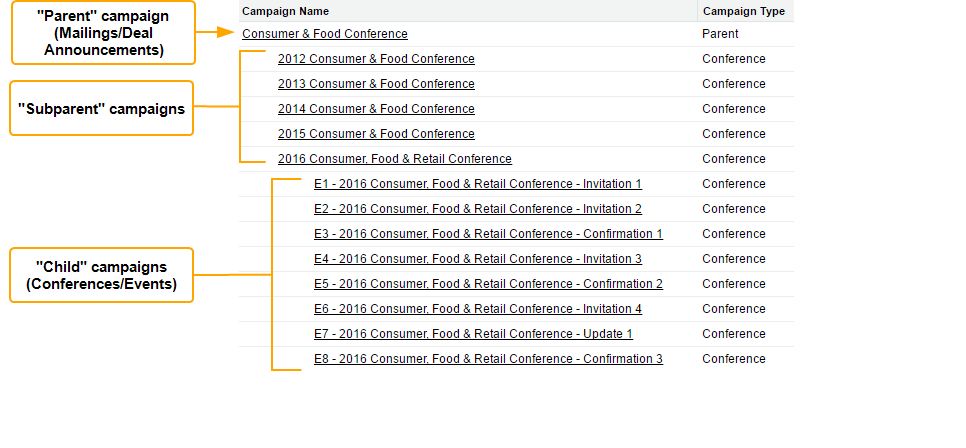 "Parent" campaign
(Mailings/Deal
Announcements)
"Subparent" campaigns
"Child" campaigns
(Conferences/Events)
Campaign Name Campaign Type
Consumer & Food Conference Parent
2012 Consumer & Food Conference Conference
2013 Consumer & Food Conference Conference
2014 Consumer & Food Conference Conference
2015 Consumer & Food Conference Conference
2016 Consumer, Food & Retail Conference Conference
E1 - 2016 Consumer, Food & Retail Conference - Invitation 1 Conference
E2 - 2016 Consumer, Food & Retail Conference - Invitation 2 Conference
E3 - 2016 Consumer, Food & Retail Conference - Confirmation 1 Conference
E4 - 2016 Consumer, Food & Retail Conference - Invitation 3 Conference
E5 - 2016 Consumer, Food & Retail Conference - Confirmation 2 Conference
E6 - 2016 Consumer, Food & Retail Conference - Invitation 4 Conference
E7 - 2016 Consumer, Food & Retail Conference - Update 1 Conference
E8 - 2016 Consumer, Food & Retail Conference - Confirmation 3 Conference